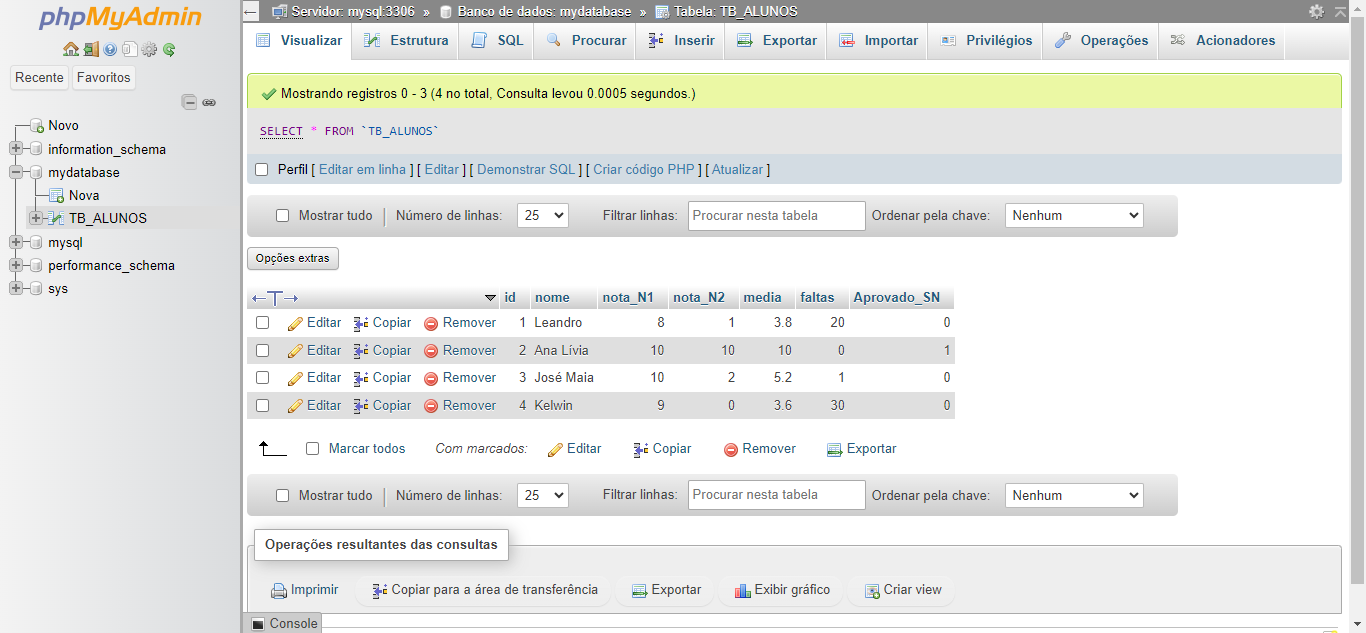 phpMyAdmin
Recente Favoritos
Novo
information_schema
mydatabase
Nova
TB_ALUNOS
mysql
performance_schema
sys
Servidor: mysql:3306 » Banco de dados: mydatabase » Tabela: TB_ALUNOS
Visualizar Estrutura SQL Procurar Inserir Exportar Importar Privilégios Operações Acionadores
Mostrando registros 0 - 3 (4 no total, Consulta levou 0.0005 segundos.)
SELECT * FROM `TB_ALUNOS`
Perfil [ Editar em linha ] [ Editar ] [ Demonstrar SQL ] [ Criar código PHP ] [ Atualizar ]
Mostrar tudo Número de linhas: 25 Filtrar linhas: Procurar nesta tabela Ordenar pela chave: Nenhum
Opções extras
id nome nota_N1 nota_N2 media faltas Aprovado_SN
Editar Copiar Remover 1 Leandro 8 1 3.8 20 0
Editar Copiar Remover 2 Ana Lívia 10 10 10 0 1
Editar Copiar Remover 3 José Maia 10 2 5.2 1 0
Editar Copiar Remover 4 Kelwin 9 0 3.6 30 0
Marcar todos Com marcados: Editar Copiar Remover Exportar
Mostrar tudo Número de linhas: 25 Filtrar linhas: Procurar nesta tabela Ordenar pela chave: Nenhum
Operações resultantes das consultas
Imprimir Copiar para a área de transferência Exportar Exibir gráfico Criar view
Console